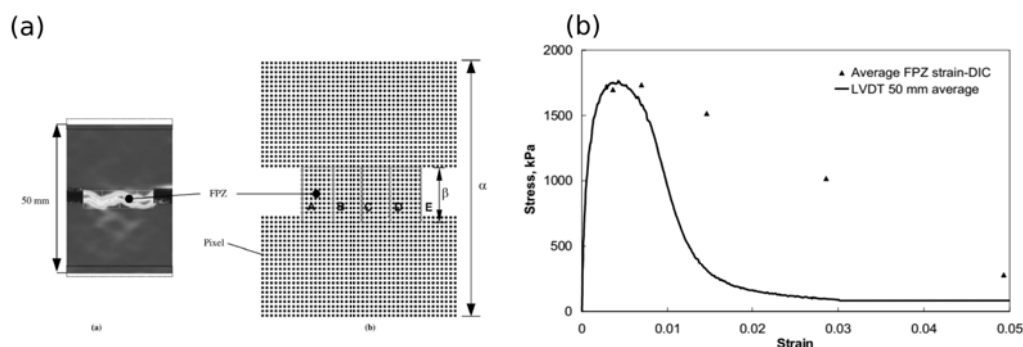 (a)
50 mm
FPZ
A B C D E
β
α
Pixel
(a)
(b)
(b)
Stress, kPa
2000
1500
1000
500
0
Average FPZ strain-DIC
LVDT 50 mm average
0 0.01 0.02 0.03 0.04 0.05
Strain